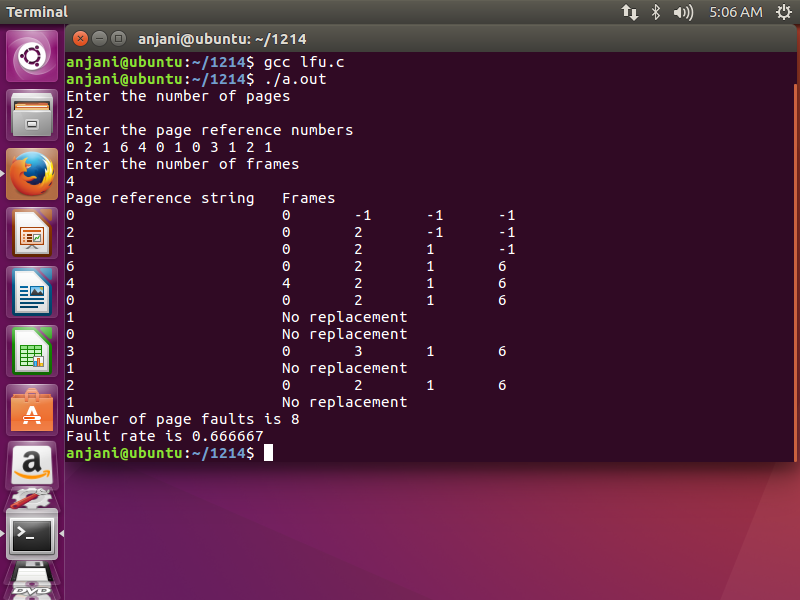 Terminal
5:06 AM
anjani@ubuntu: ~/1214
anjani@ubuntu:~/1214$ gcc lfu.c
anjani@ubuntu:~/1214$ ./a.out
Enter the number of pages
12
Enter the page reference numbers
0 2 1 6 4 0 1 0 3 1 2 1
Enter the number of frames
4
Page reference string Frames
0 0 -1 -1 -1
2 0 2 -1 -1
1 0 2 1 -1
6 0 2 1 6
4 4 2 1 6
0 0 2 1 6
1 No replacement
0 No replacement
3 0 3 1 6
1 No replacement
2 0 2 1 6
1 No replacement
Number of page faults is 8
Fault rate is 0.666667
anjani@ubuntu:~/1214$
a
>_
DVD